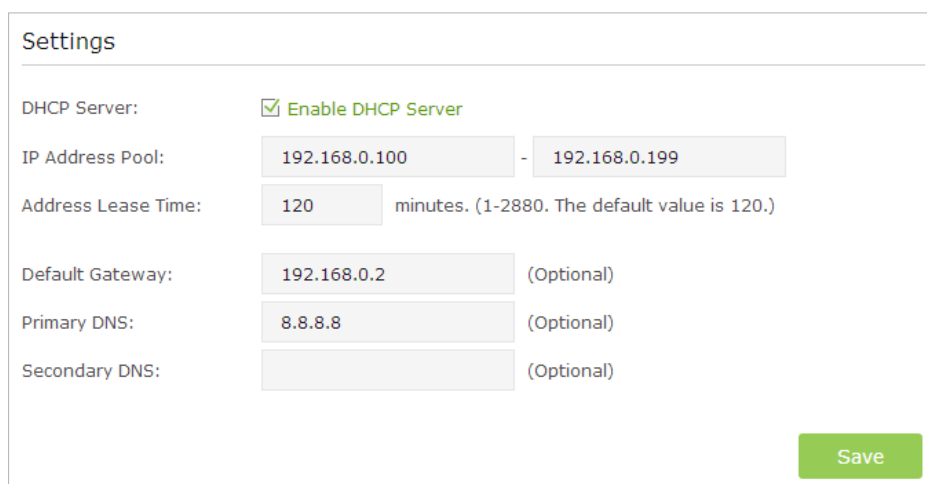 Settings
DHCP Server: Enable DHCP Server
IP Address Pool: 192.168.0.100 - 192.168.0.199
Address Lease Time: 120 minutes. (1-2880. The default value is 120.)
Default Gateway: 192.168.0.2 (Optional)
Primary DNS: 8.8.8.8 (Optional)
Secondary DNS: (Optional)
Save